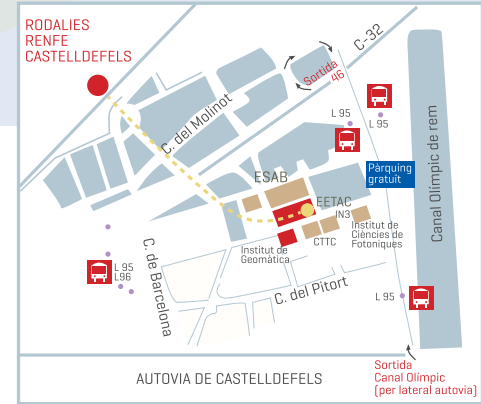 RODALIES
RENFE
CASTELLDEFELS
C-32
Sortida
46
C. del Molinot
L 95
L 95
Canal Olímpic de rem
Pàrquing
gratuït
ESAB
EETAC
IN3
Institut de
Ciències de
Fotoniques
CTTC
Institut de
Geomàtica
C. de Barcelona
L 95
L96
C. del Pitort
L 95
Sortida
Canal Olímpic
(per lateral autovia)
AUTOVIA DE CASTELLDEFELS